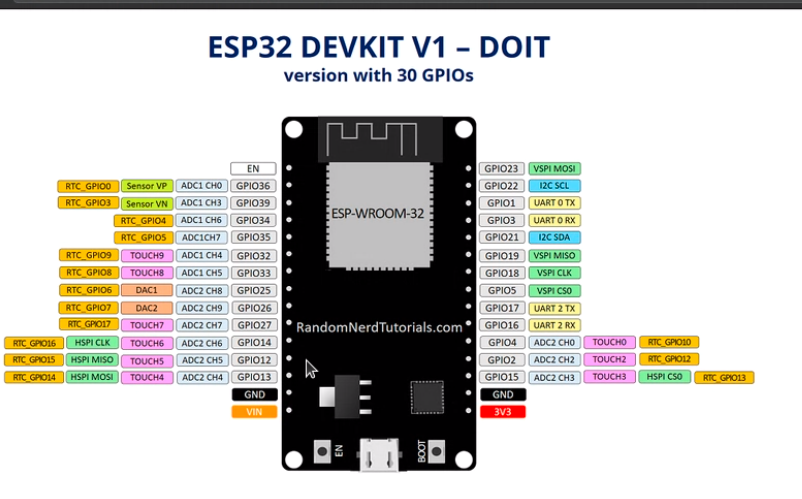 ESP32 DEVKIT V1 – DOIT
version with 30 GPIOs
EN
RTC_GPIO0 Sensor VP ADC1 CH0 GPIO36
RTC_GPIO3 Sensor VN ADC1 CH3 GPIO39
RTC_GPIO4 ADC1 CH6 GPIO34
RTC_GPIO5 ADC1CH7 GPIO35
RTC_GPIO9 TOUCH9 ADC1 CH4 GPIO32
RTC_GPIO8 TOUCH8 ADC1 CH5 GPIO33
RTC_GPIO6 DAC1 ADC2 CH8 GPIO25
RTC_GPIO7 DAC2 ADC2 CH9 GPIO26
RTC_GPIO17 TOUCH7 ADC2 CH7 GPIO27
RTC_GPIO16 HSPI CLK TOUCH6 ADC2 CH6 GPIO14
RTC_GPIO15 HSPI MISO TOUCH5 ADC2 CH5 GPIO12
RTC_GPIO14 HSPI MOSI TOUCH4 ADC2 CH4 GPIO13
GND
VIN
ESP-WROOM-32
RandomNerdTutorials.com
EN
BOOT
GPIO23 VSPI MOSI
GPIO22 I2C SCL
GPIO1 UART 0 TX
GPIO3 UART 0 RX
GPIO21 I2C SDA
GPIO19 VSPI MISO
GPIO18 VSPI CLK
GPIO5 VSPI CS0
GPIO17 UART 2 TX
GPIO16 UART 2 RX
GPIO4 ADC2 CH0 TOUCH0 RTC_GPIO10
GPIO2 ADC2 CH2 TOUCH2 RTC_GPIO12
GPIO15 ADC2 CH3 TOUCH3 HSPI CS0 RTC_GPIO13
GND
3V3